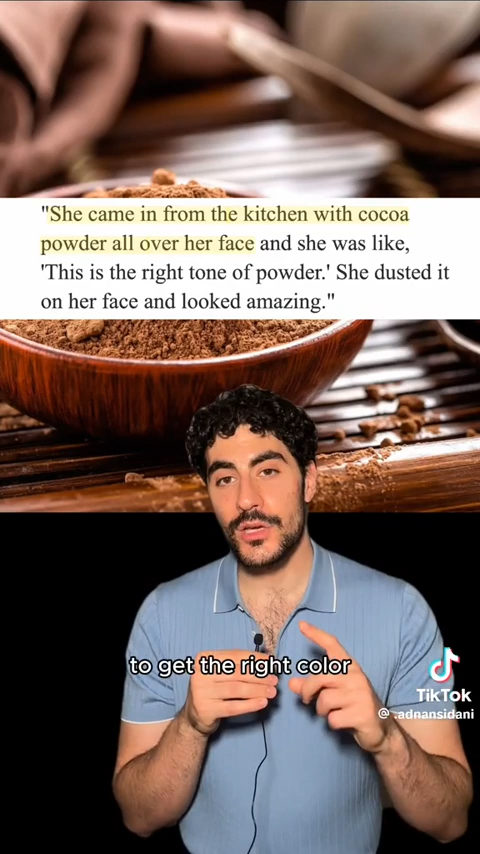 "She came in from the kitchen with cocoa
powder all over her face and she was like,
'This is the right tone of powder.' She dusted it
on her face and looked amazing."
to get the right color
TikTok
@.adnansidani